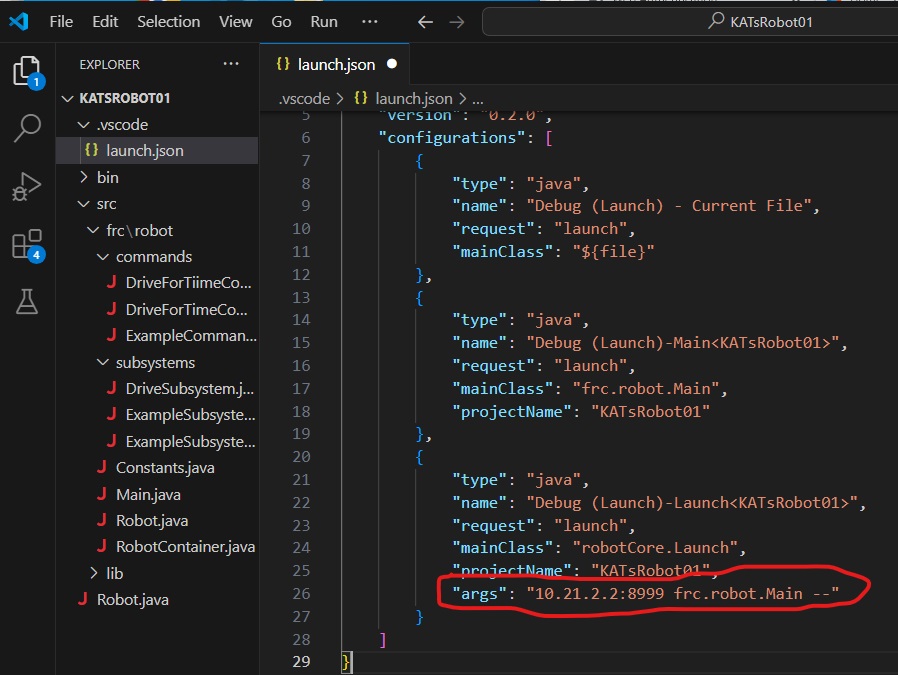 File Edit Selection View Go Run ··· KATsRobot01
EXPLORER ···
1
KATSROBOT01
.vscode
{} launch.json
bin
src
frc\robot
commands
J DriveForTiimeCo...
J DriveForTimeCo...
J ExampleComman...
subsystems
J DriveSubsystem.j...
J ExampleSubsyste...
J ExampleSubsyste...
J Constants.java
J Main.java
J Robot.java
J RobotContainer.java
lib
J Robot.java
4
{} launch.json
.vscode > {} launch.json > ...
5 "version": "0.2.0",
6 "configurations": [
7 {
8 "type": "java",
9 "name": "Debug (Launch) - Current File",
10 "request": "launch",
11 "mainClass": "${file}"
12 },
13 {
14 "type": "java",
15 "name": "Debug (Launch)-Main<KATsRobot01>",
16 "request": "launch",
17 "mainClass": "frc.robot.Main",
18 "projectName": "KATsRobot01"
19 },
20 {
21 "type": "java",
22 "name": "Debug (Launch)-Launch<KATsRobot01>",
23 "request": "launch",
24 "mainClass": "robotCore.Launch",
25 "projectName": "KATsRobot01",
26 "args": "10.21.2.2:8999 frc.robot.Main --"
27 }
28 ]
29 }